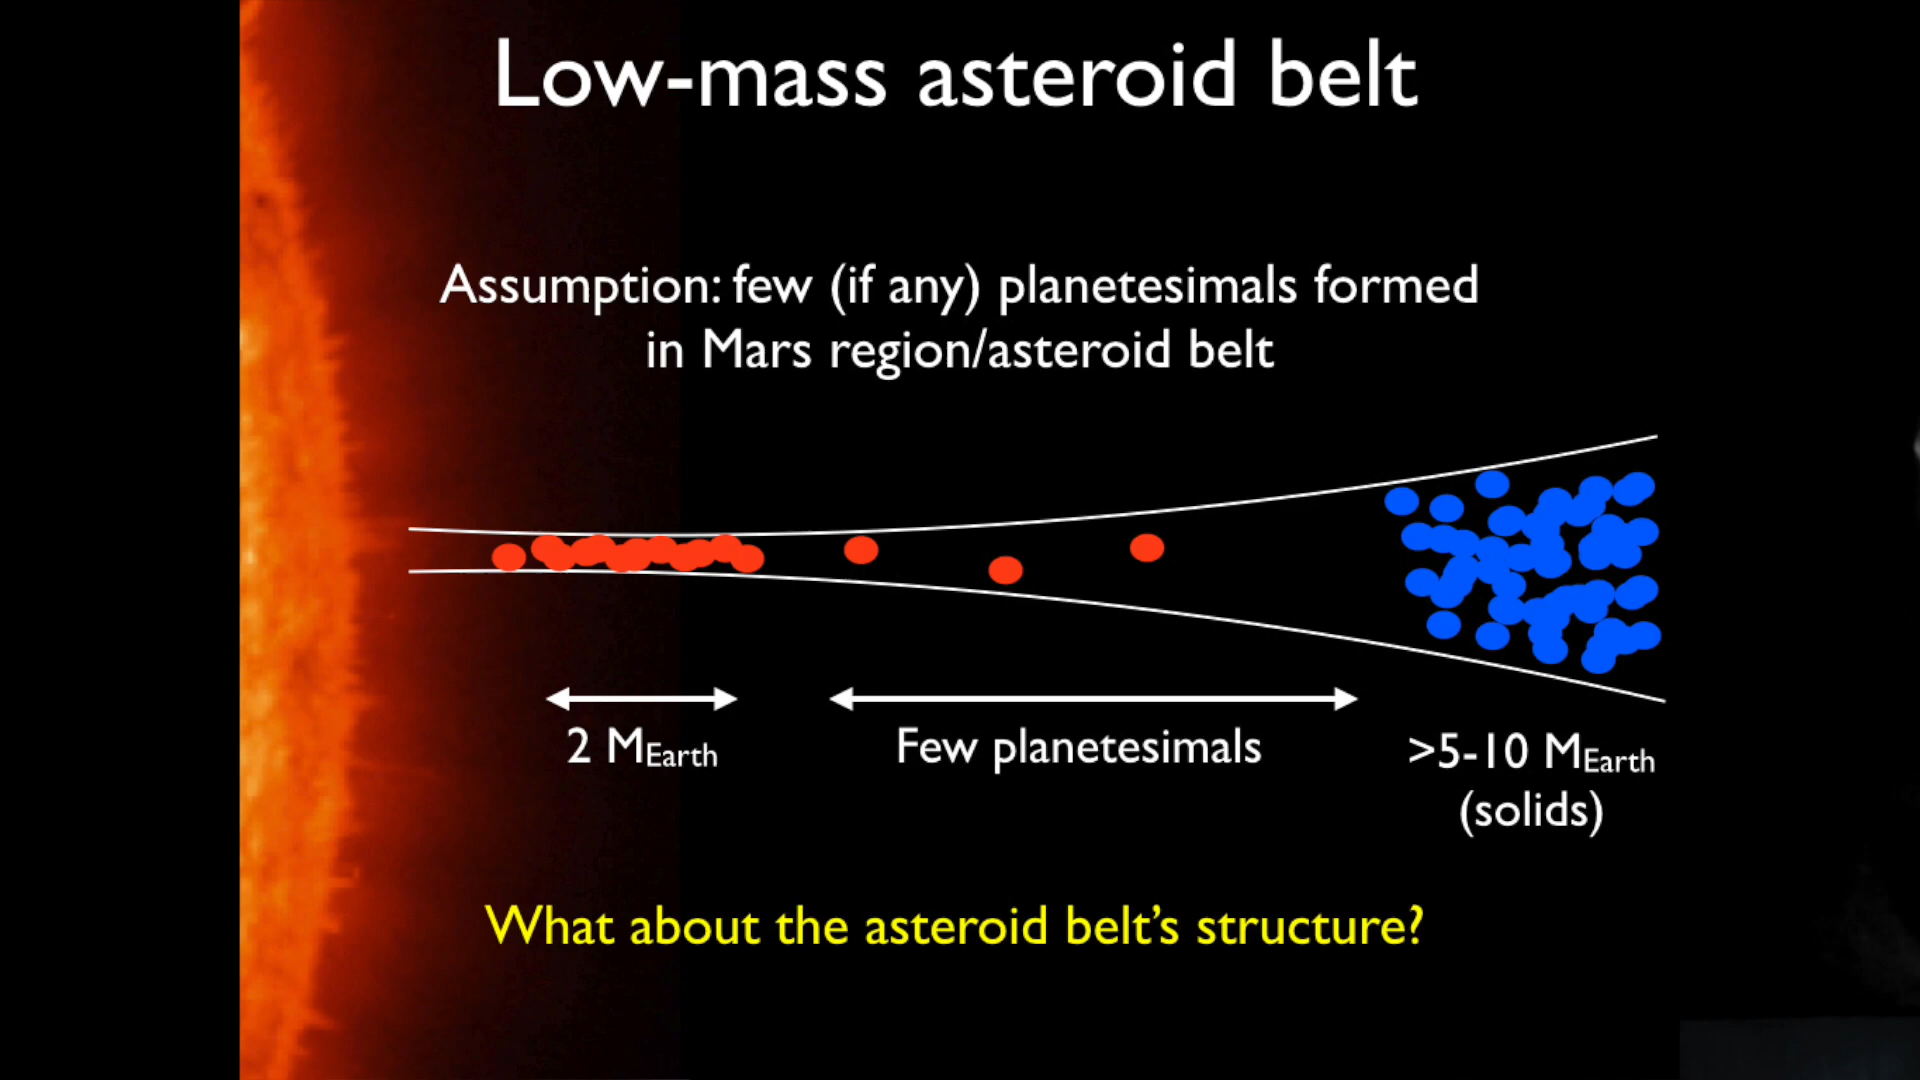 Low-mass asteroid belt
Assumption: few (if any) planetesimals formed
in Mars region/asteroid belt
2 MEarth
Few planetesimals
>5-10 MEarth
(solids)
What about the asteroid belt’s structure?